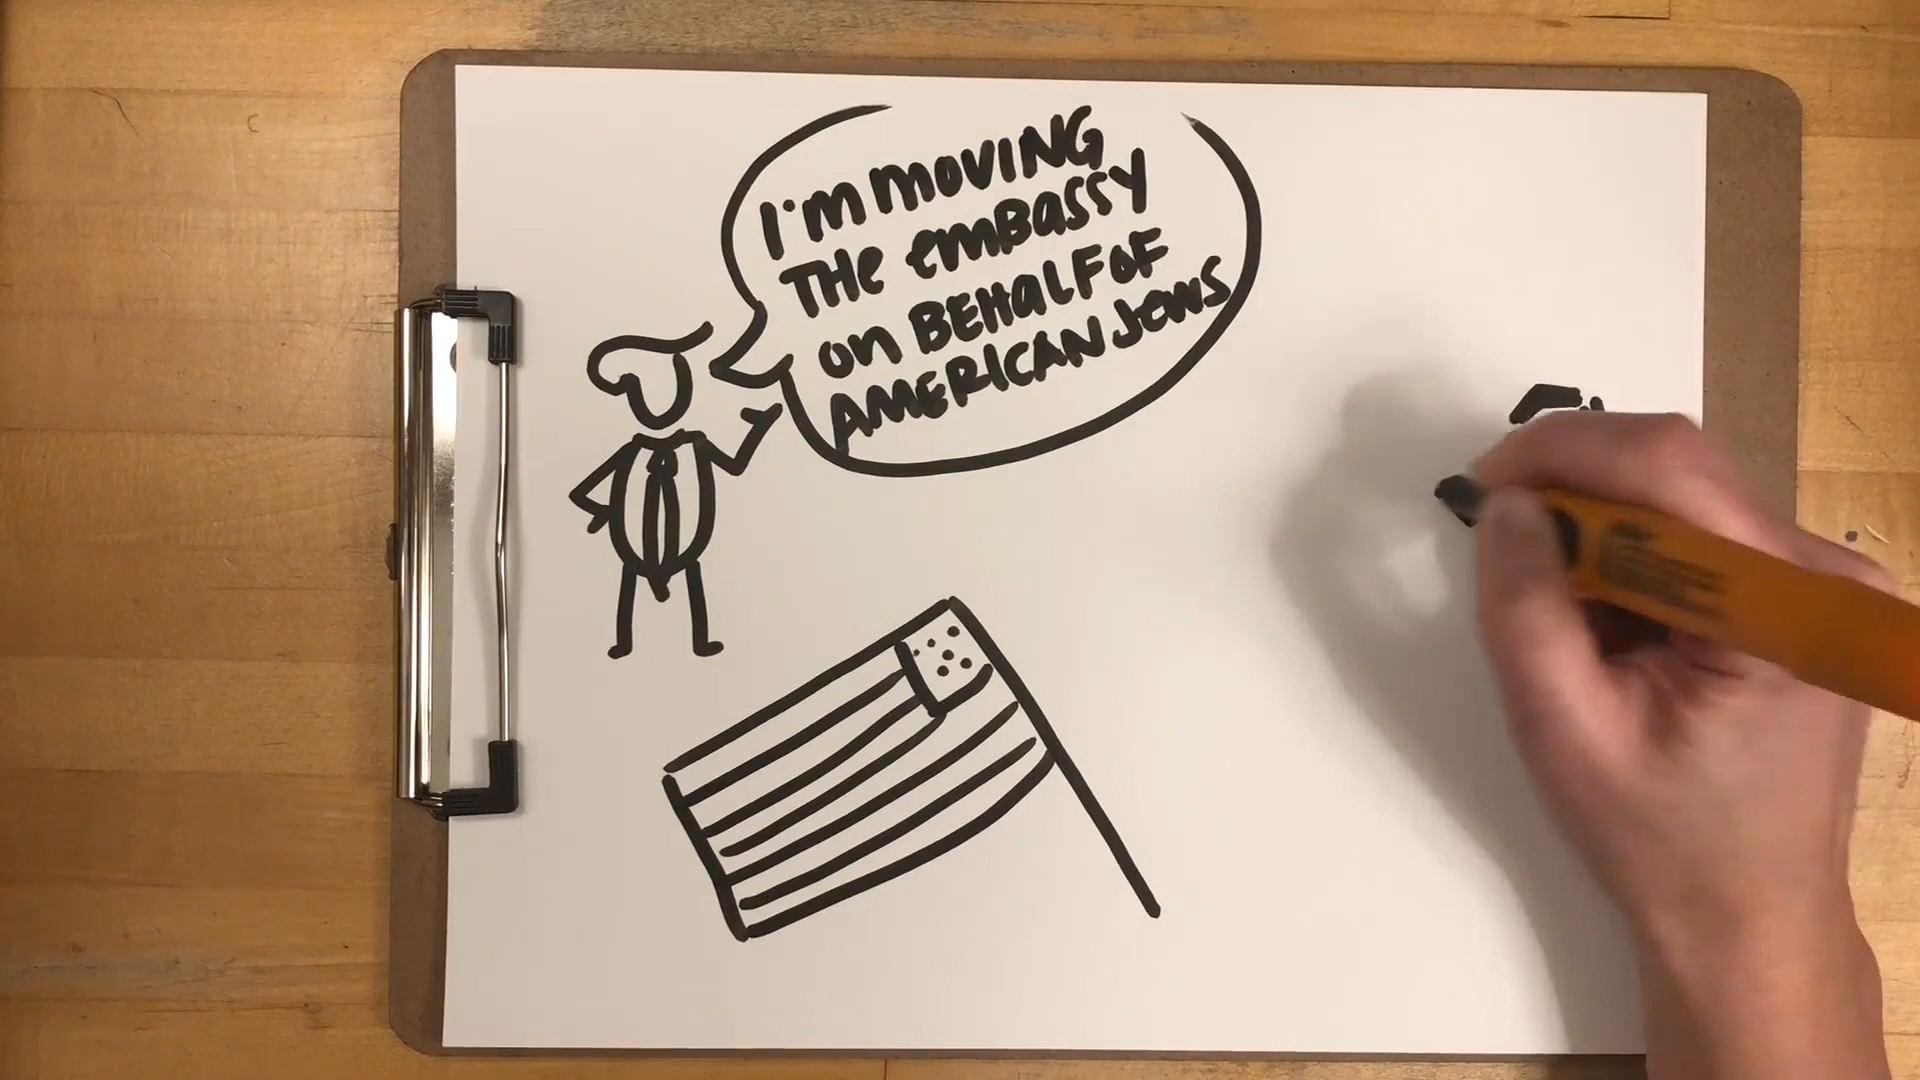 I'm MOVING
THE EMBASSY
ON BEHALF OF
AMERICAN JEWS